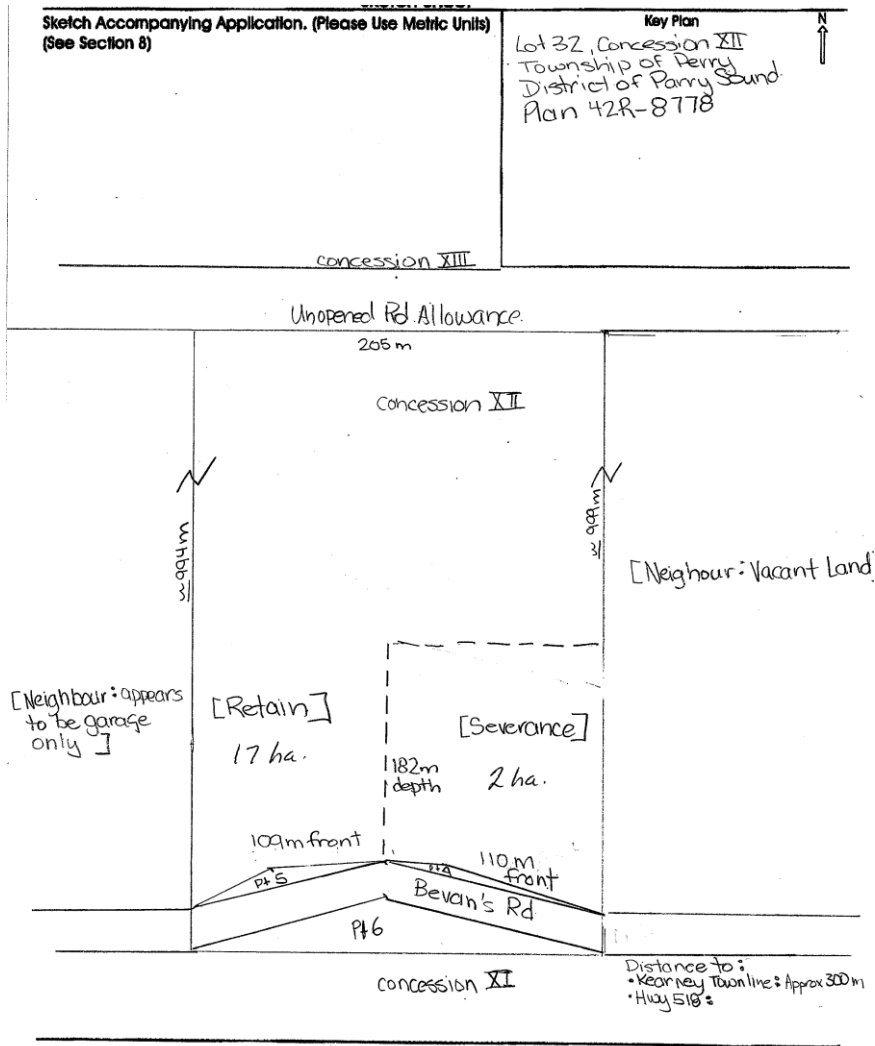 Sketch Accompanying Application. (Please Use Metric Units)
(See Section 8)
Key Plan
N
Lot 32, Concession XII
Township of Perry
District of Parry Sound
Plan 42R-8778
concession XIII
Unopened Rd. Allowance.
205 m
Concession XII
[Neighour: Vacant Land]
[Neighbour: appears
to be garage
only ]
[Retain]
17 ha.
[Severance]
2 ha.
182m
depth
109m front
110 m
front
Pt 5
Bevan's Rd
Pt 6
concession XI
Distance to:
• Kearney Town line: Approx 300 m
• Hwy 518: